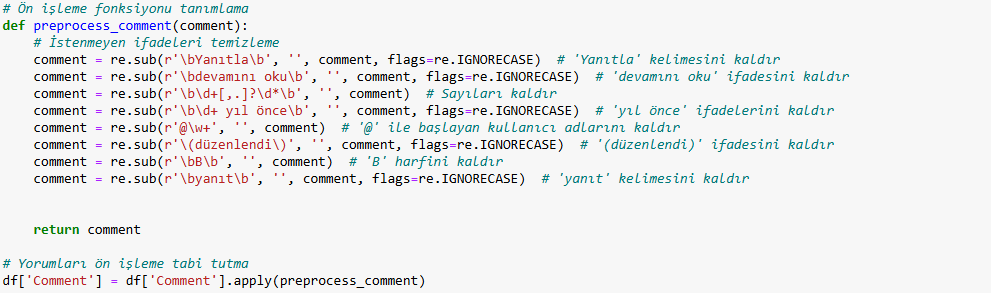 # Ön işleme fonksiyonu tanımlama
def preprocess_comment(comment):
    # İstenmeyen ifadeleri temizleme
    comment = re.sub(r'\bYanıtla\b', '', comment, flags=re.IGNORECASE)  # 'Yanıtla' kelimesini kaldır
    comment = re.sub(r'\bdevamını oku\b', '', comment, flags=re.IGNORECASE)  # 'devamını oku' ifadesini kaldır
    comment = re.sub(r'\b\d+[,.]?\d*\b', '', comment)  # Sayıları kaldır
    comment = re.sub(r'\b\d+ yıl önce\b', '', comment, flags=re.IGNORECASE)  # 'yıl önce' ifadelerini kaldır
    comment = re.sub(r'@\w+', '', comment)  # '@' ile başlayan kullanıcı adlarını kaldır
    comment = re.sub(r'\(düzenlendi\)', '', comment, flags=re.IGNORECASE)  # '(düzenlendi)' ifadesini kaldır
    comment = re.sub(r'\bB\b', '', comment)  # 'B' harfini kaldır
    comment = re.sub(r'\byanıt\b', '', comment, flags=re.IGNORECASE)  # 'yanıt' kelimesini kaldır
    return comment
# Yorumları ön işleme tabi tutma
df['Comment'] = df['Comment'].apply(preprocess_comment)